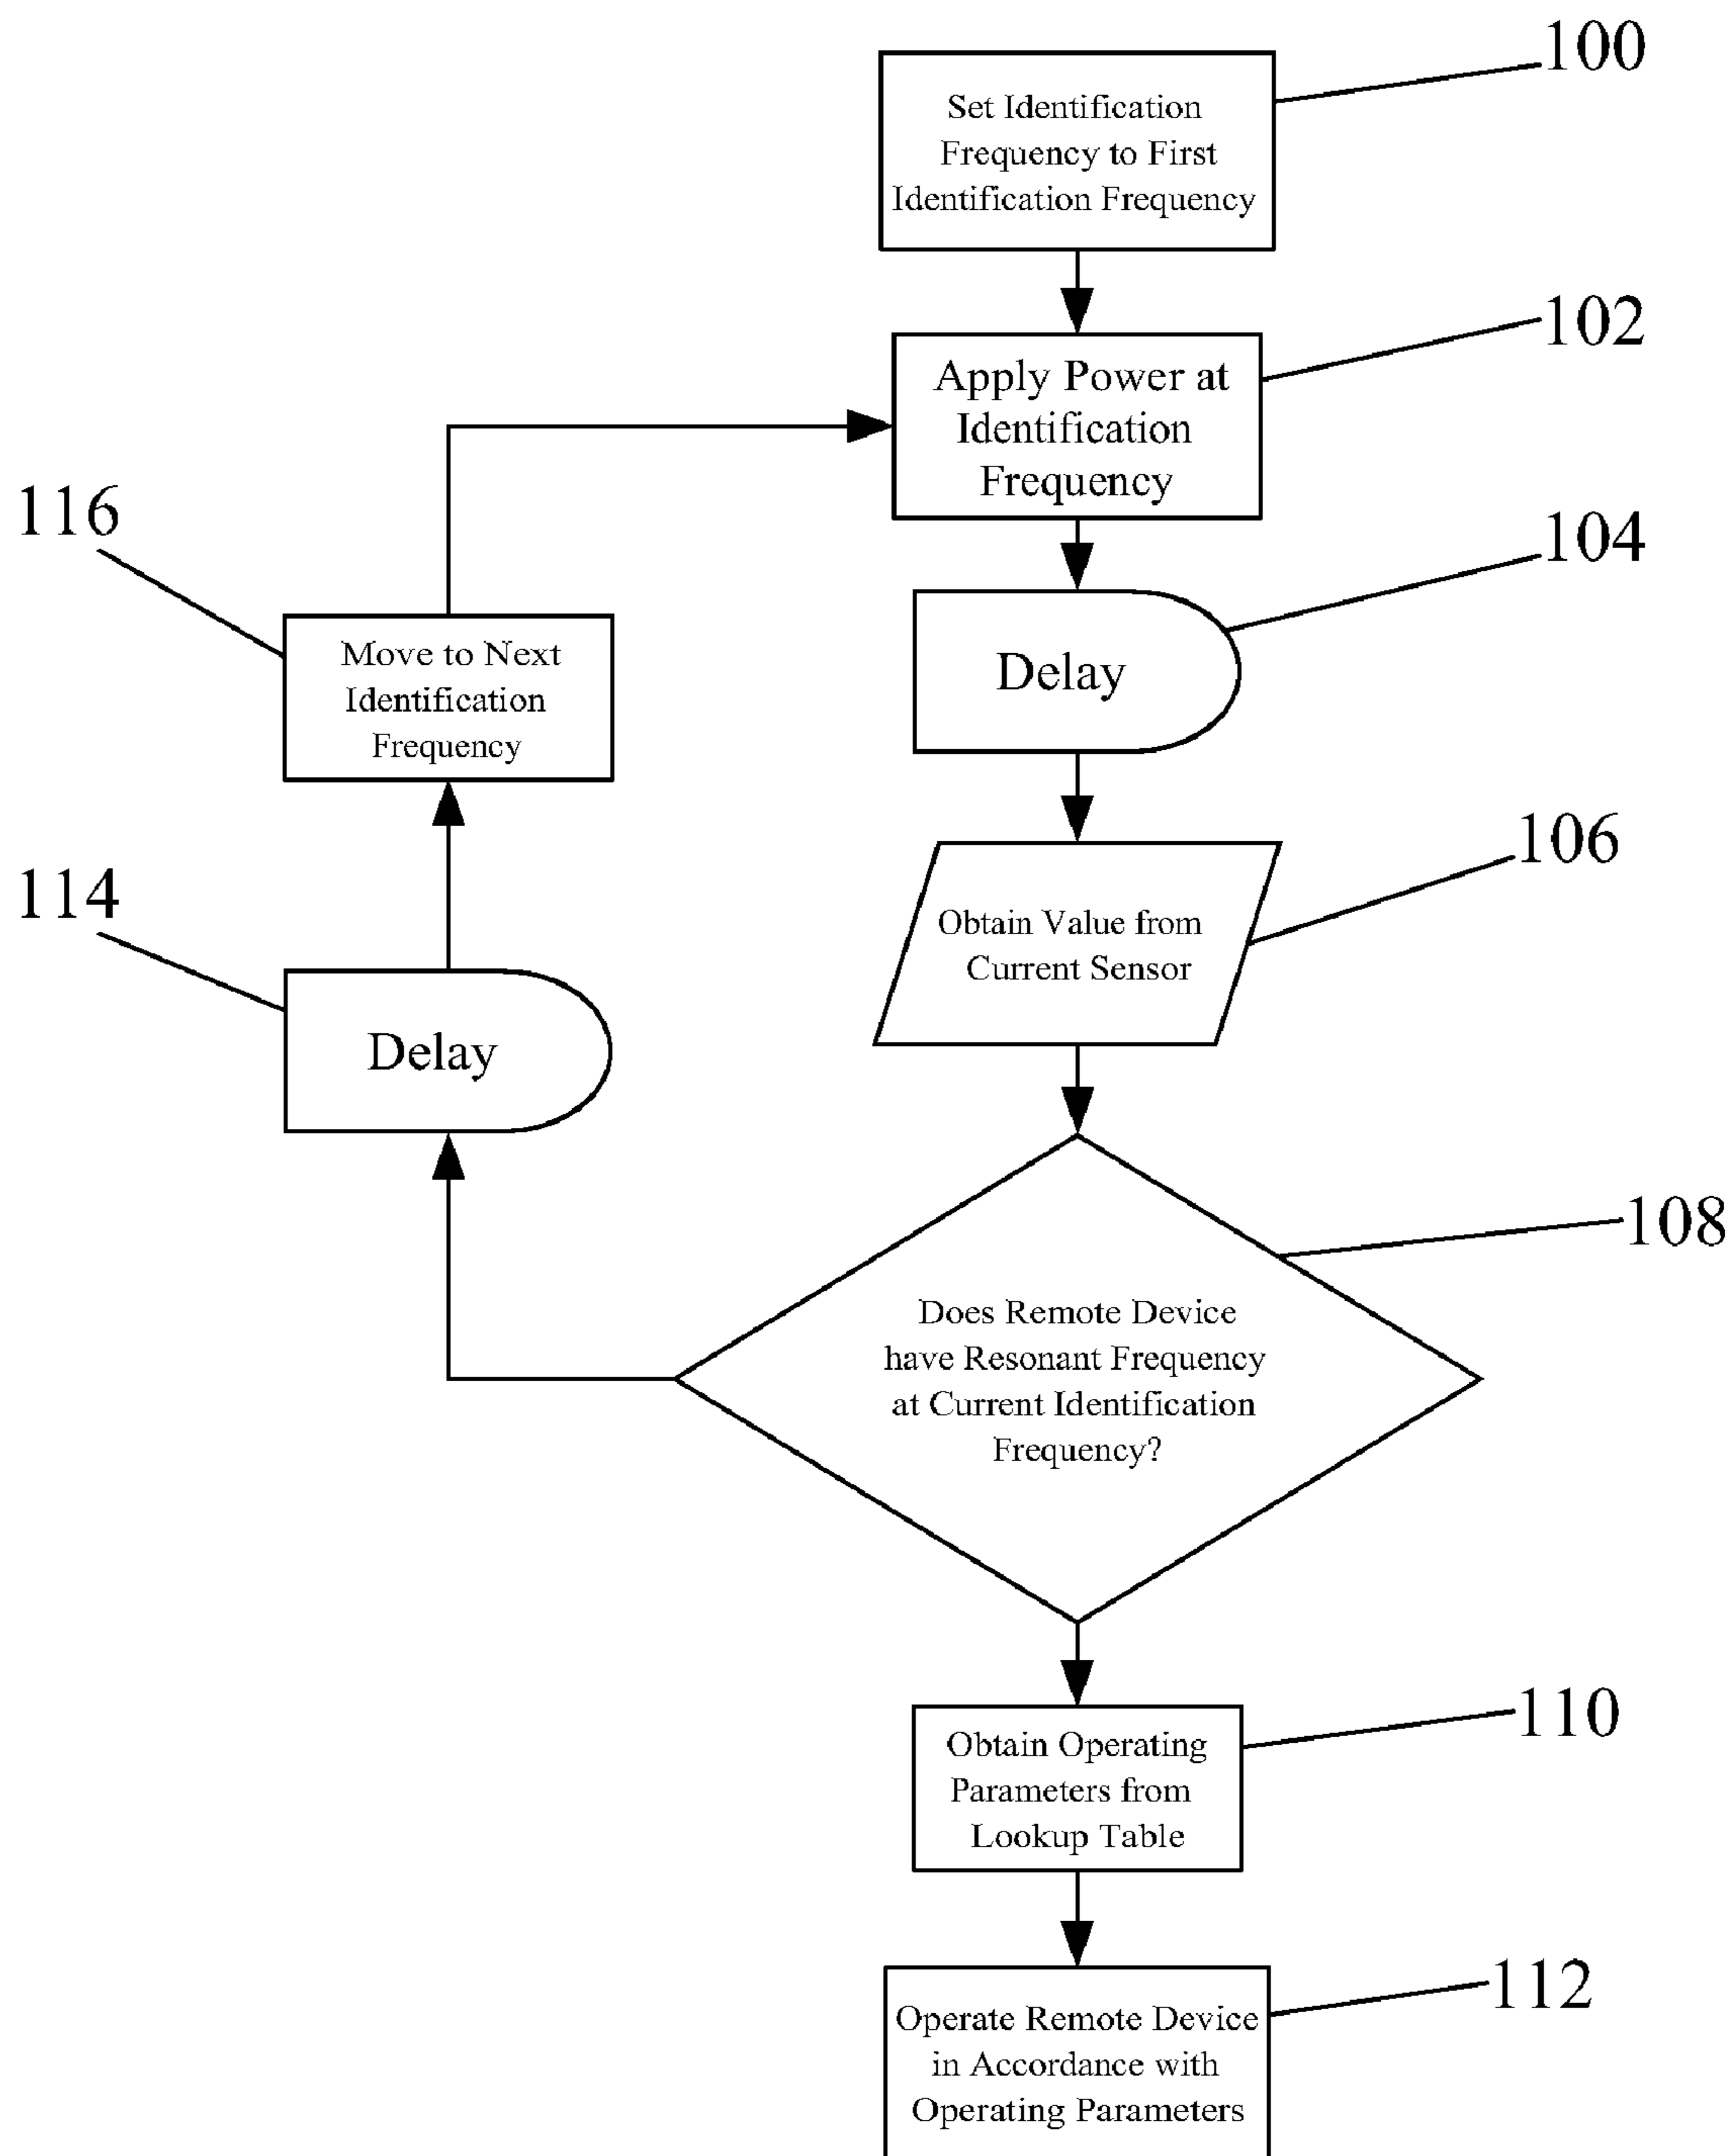 100
Set Identification
Frequency to First
Identification Frequency
102
Apply Power at
Identification
Frequency
104
Delay
106
Obtain Value from
Current Sensor
108
Does Remote Device
have Resonant Frequency
at Current Identification
Frequency?
110
Obtain Operating
Parameters from
Lookup Table
112
Operate Remote Device
in Accordance with
Operating Parameters
114
Delay
116
Move to Next
Identification
Frequency